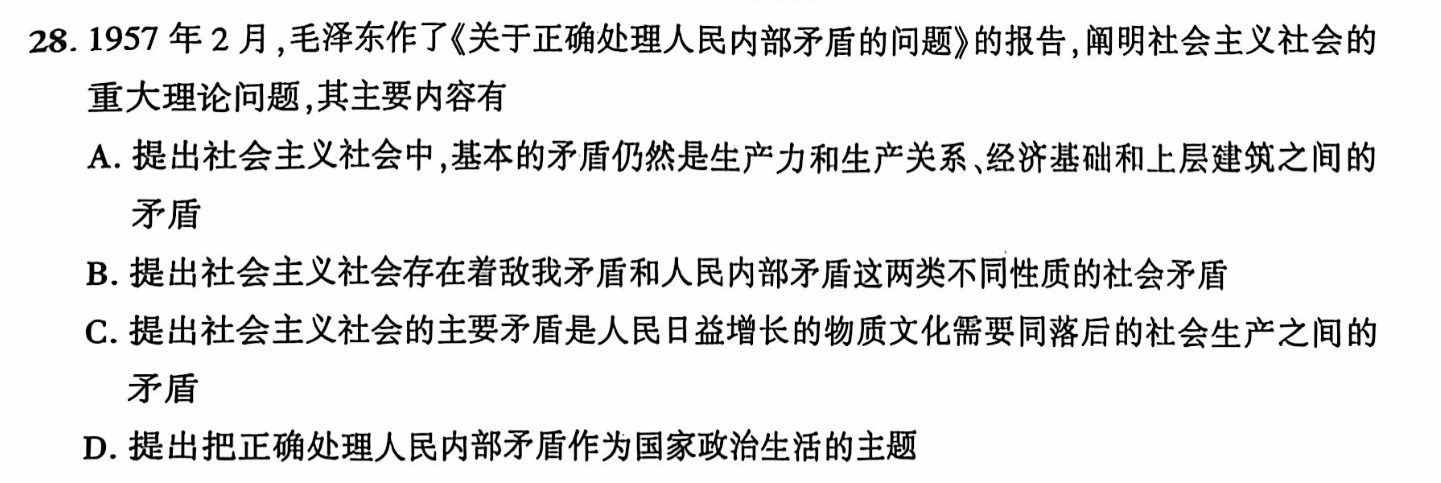 28. 1957 年 2 月,毛泽东作了《关于正确处理人民内部矛盾的问题》的报告,阐明社会主义社会的
重大理论问题,其主要内容有
A. 提出社会主义社会中,基本的矛盾仍然是生产力和生产关系、经济基础和上层建筑之间的
矛盾
B. 提出社会主义社会存在着敌我矛盾和人民内部矛盾这两类不同性质的社会矛盾
C. 提出社会主义社会的主要矛盾是人民日益增长的物质文化需要同落后的社会生产之间的
矛盾
D. 提出把正确处理人民内部矛盾作为国家政治生活的主题